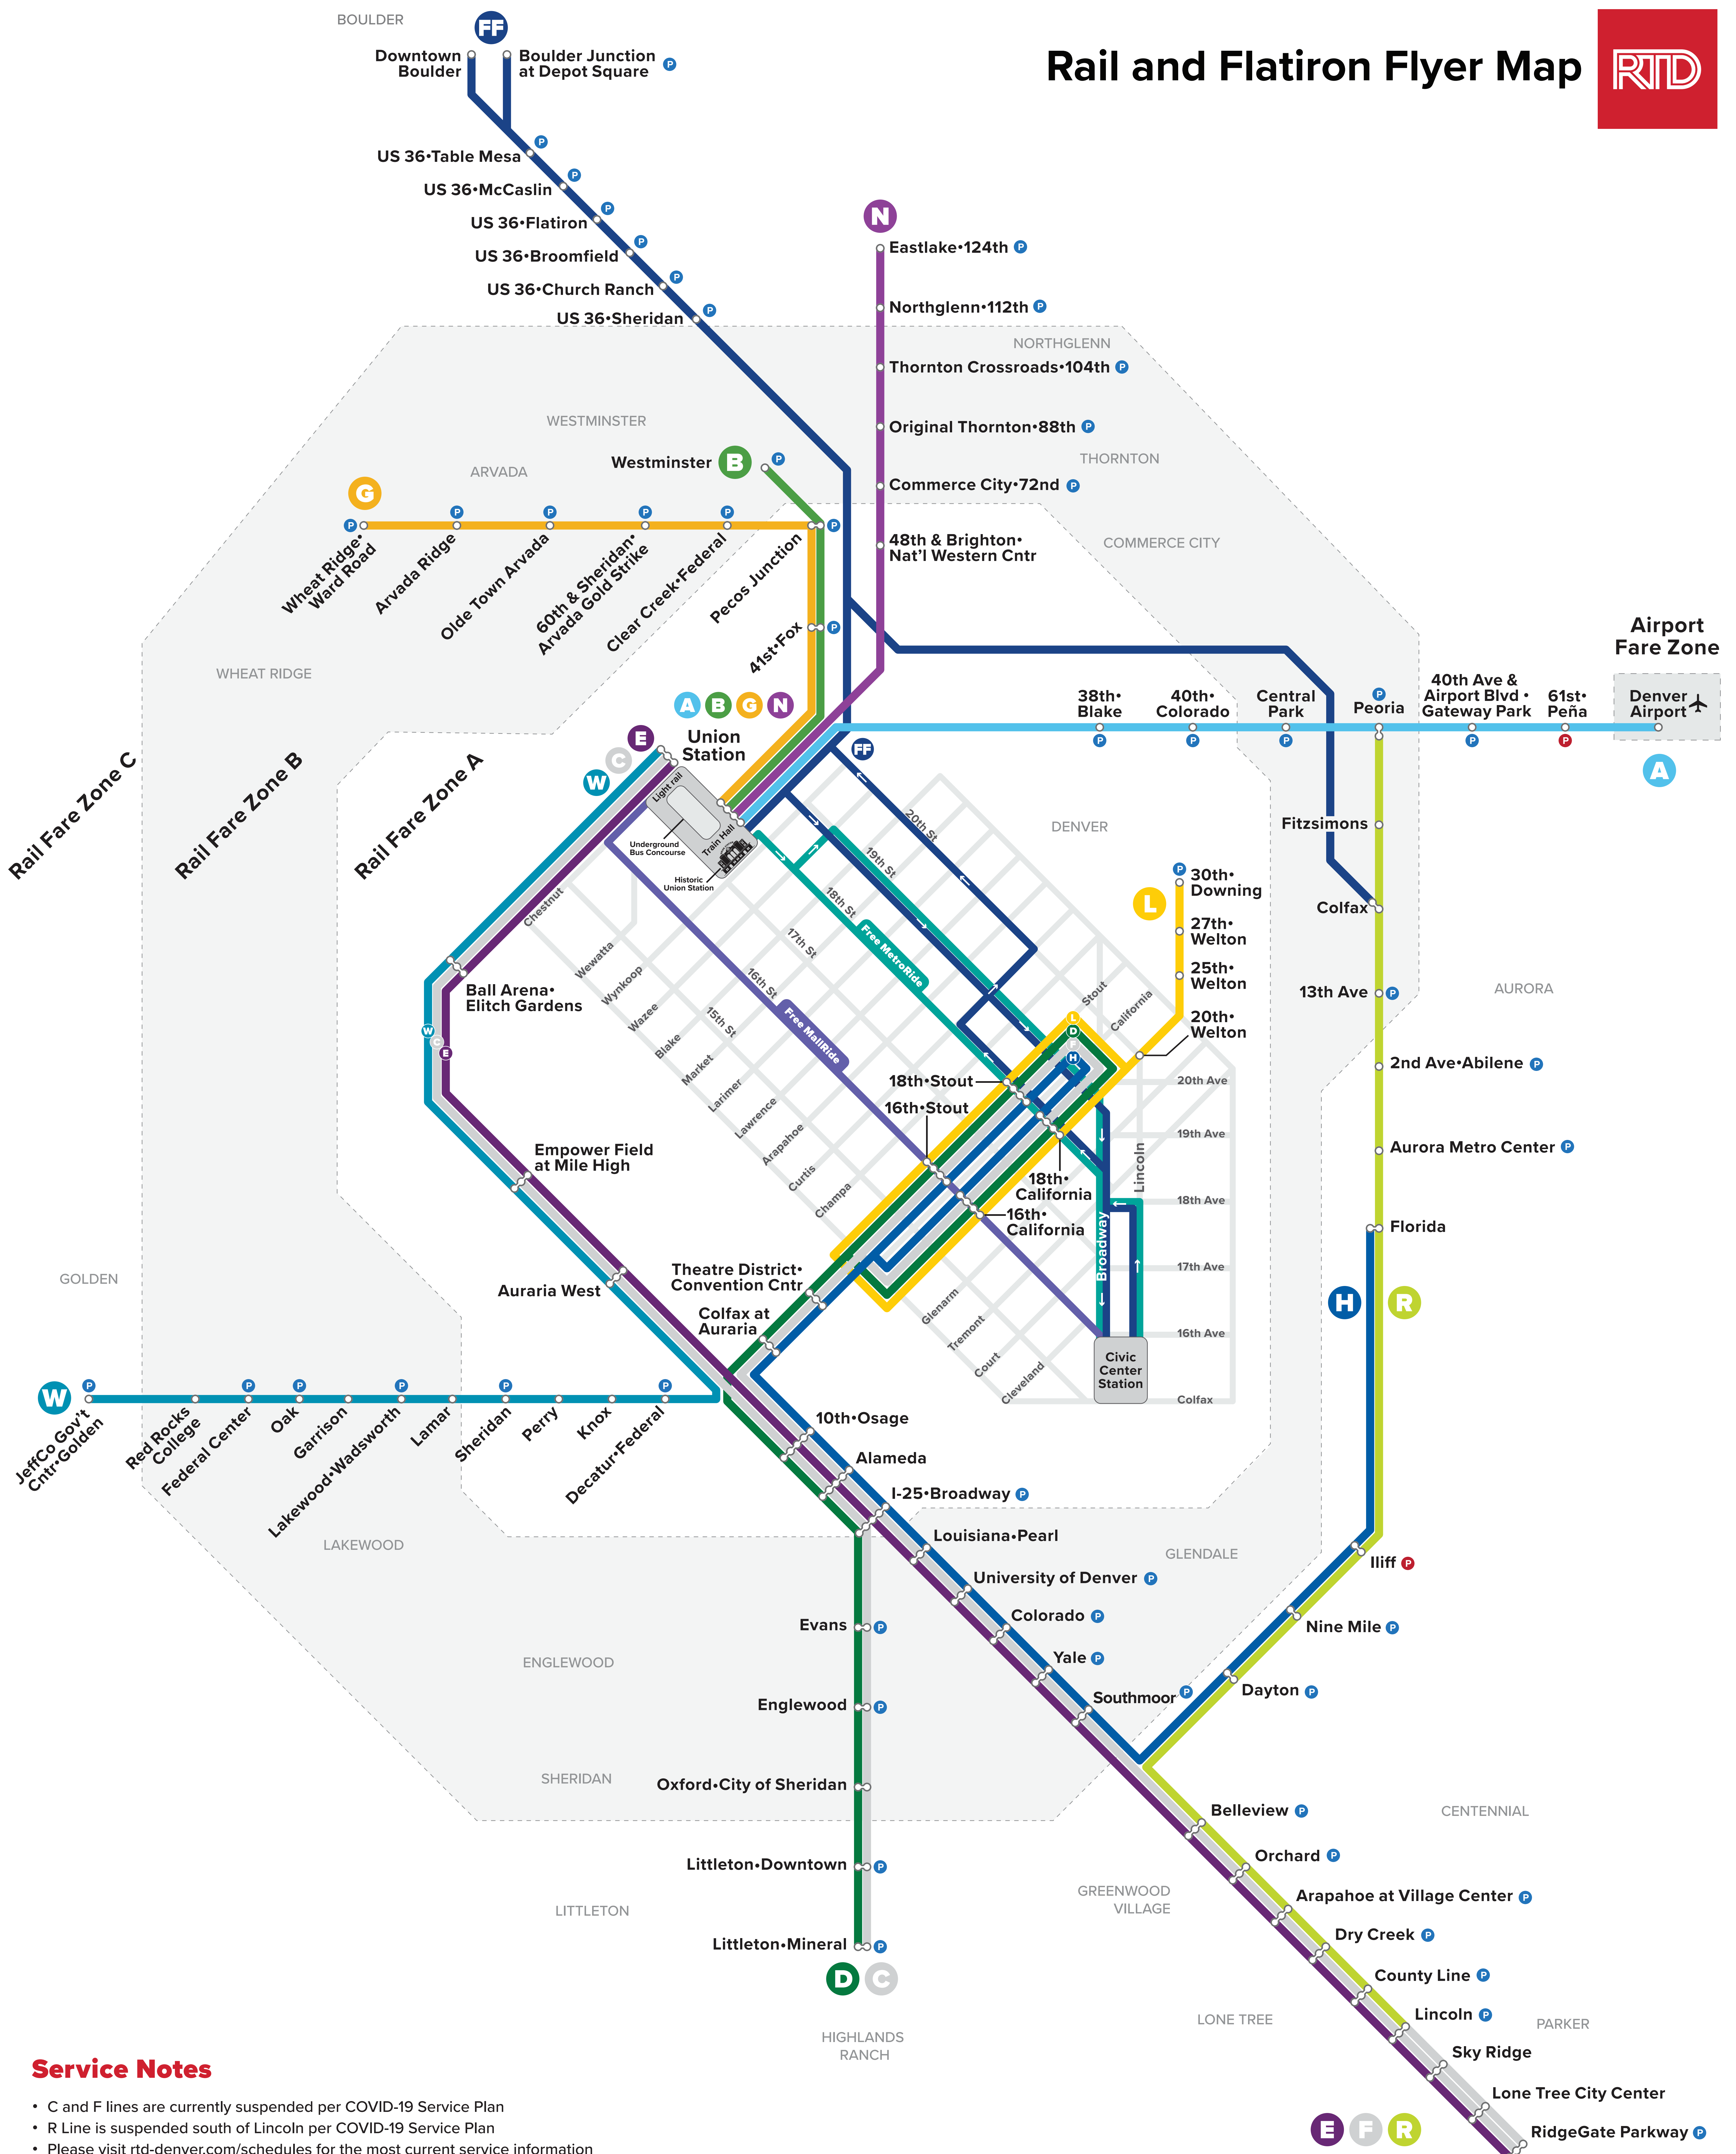 BOULDER
FF
Rail and Flatiron Flyer Map
RTD
Downtown
Boulder
Boulder Junction
at Depot Square P
P
US 36•Table Mesa
P
US 36•McCaslin
P
US 36•Flatiron
P
US 36•Broomfield
P
US 36•Church Ranch
P
US 36•Sheridan
N
Eastlake•124th P
Northglenn•112th P
NORTHGLENN
Thornton Crossroads•104th P
Original Thornton•88th P
THORNTON
Commerce City•72nd P
48th & Brighton•
Nat'l Western Cntr
COMMERCE CITY
WESTMINSTER
Westminster B P
ARVADA
G
P P P P P P
Wheat Ridge•
Ward Road
Arvada Ridge
Olde Town Arvada
60th & Sheridan•
Arvada Gold Strike
Clear Creek•Federal
Pecos Junction
41st•Fox P
WHEAT RIDGE
Airport
Fare Zone
Denver
Airport
A
38th•
Blake
P
40th•
Colorado
P
Central
Park
P
P
Peoria
40th Ave &
Airport Blvd •
Gateway Park
P
61st•
Peña
P
A B G N
Union
Station
E
C
W
FF
Rail Fare Zone C
Rail Fare Zone B
Rail Fare Zone A
Light rail
Underground
Bus Concourse
Train Hall
Historic
Union Station
DENVER
Fitzsimons
Colfax
13th Ave P
AURORA
2nd Ave•Abilene P
Aurora Metro Center P
Florida
H R
20th St
19th St
18th St
Free MetroRide
17th St
16th St
Free MallRide
15th St
Chestnut
Wewatta
Wynkoop
Wazee
Blake
Market
Larimer
Lawrence
Arapahoe
Curtis
Champa
Stout
California
Glenarm
Tremont
Court
Cleveland
P
L
30th•
Downing
27th•
Welton
25th•
Welton
20th•
Welton
L
D
F
H
20th Ave
19th Ave
18th Ave
17th Ave
16th Ave
Colfax
Lincoln
Broadway
18th•Stout
16th•Stout
18th•
California
16th•
California
Civic
Center
Station
Ball Arena•
Elitch Gardens
W
C
E
Empower Field
at Mile High
Auraria West
Theatre District•
Convention Cntr
Colfax at
Auraria
GOLDEN
W
P P P P P P
JeffCo Gov't
Cntr•Golden
Red Rocks
College
Federal Center
Oak
Garrison
Lakewood•Wadsworth
Lamar
Sheridan
Perry
Knox
Decatur•Federal
LAKEWOOD
10th•Osage
Alameda
I-25•Broadway P
Louisiana•Pearl
University of Denver P
Colorado P
Yale P
Southmoor P
GLENDALE
Iliff P
Nine Mile P
Dayton P
Evans P
ENGLEWOOD
Englewood P
SHERIDAN
Oxford•City of Sheridan
Littleton•Downtown P
LITTLETON
Littleton•Mineral P
D C
HIGHLANDS
RANCH
Belleview P
CENTENNIAL
Orchard P
GREENWOOD
VILLAGE
Arapahoe at Village Center P
Dry Creek P
County Line P
Lincoln P
LONE TREE
PARKER
Sky Ridge
Lone Tree City Center
RidgeGate Parkway P
E F R
Service Notes
• C and F lines are currently suspended per COVID-19 Service Plan
• R Line is suspended south of Lincoln per COVID-19 Service Plan
• Please visit rtd-denver.com/schedules for the most current service information